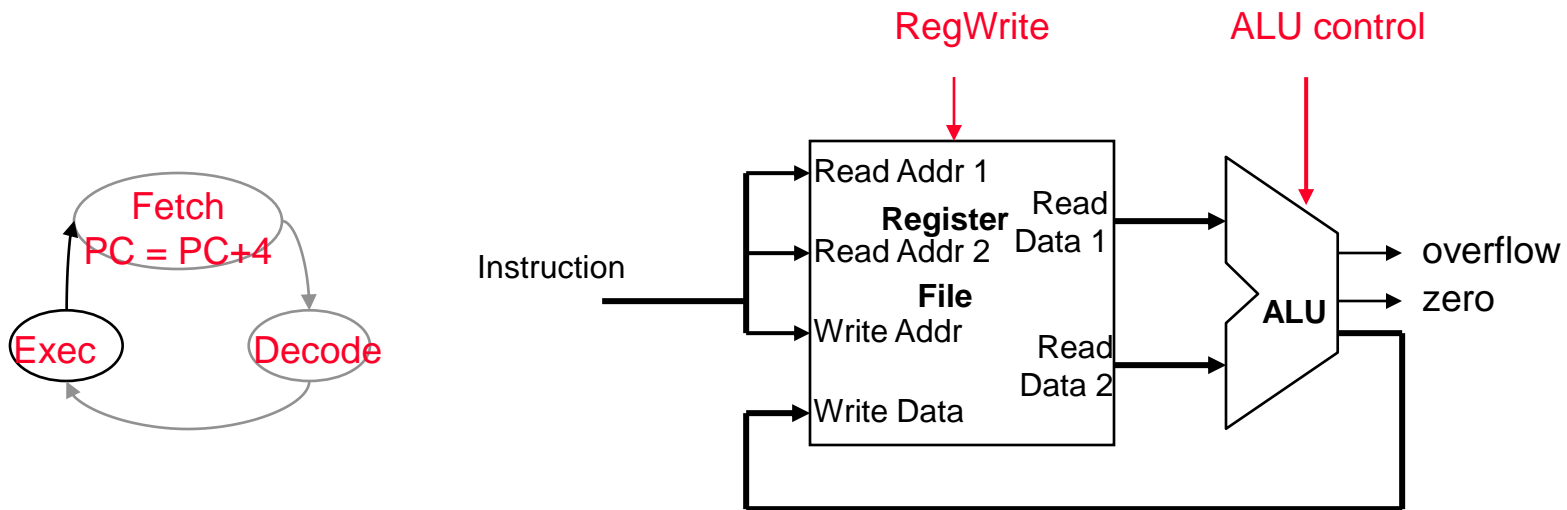 RegWrite
ALU control
Fetch
PC = PC+4
Exec
Decode
Instruction
Read Addr 1
Register
Read Addr 2
File
Write Addr
Write Data
Read
Data 1
Read
Data 2
ALU
overflow
zero